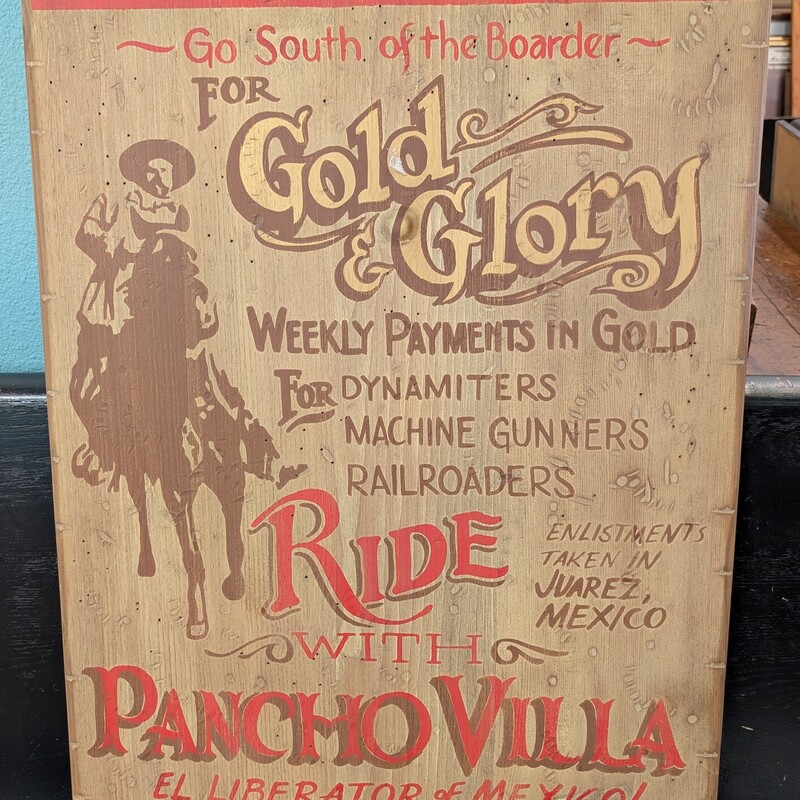 ~ Go South of the Boarder ~
FOR
Gold
& Glory
WEEKLY PAYMENTS IN GOLD
FOR DYNAMITERS
MACHINE GUNNERS
RAILROADERS
RIDE
ENLISTMENTS
TAKEN IN
JUAREZ,
MEXICO
WITH
PANCHO VILLA
EL LIBERATOR of MEXICO!